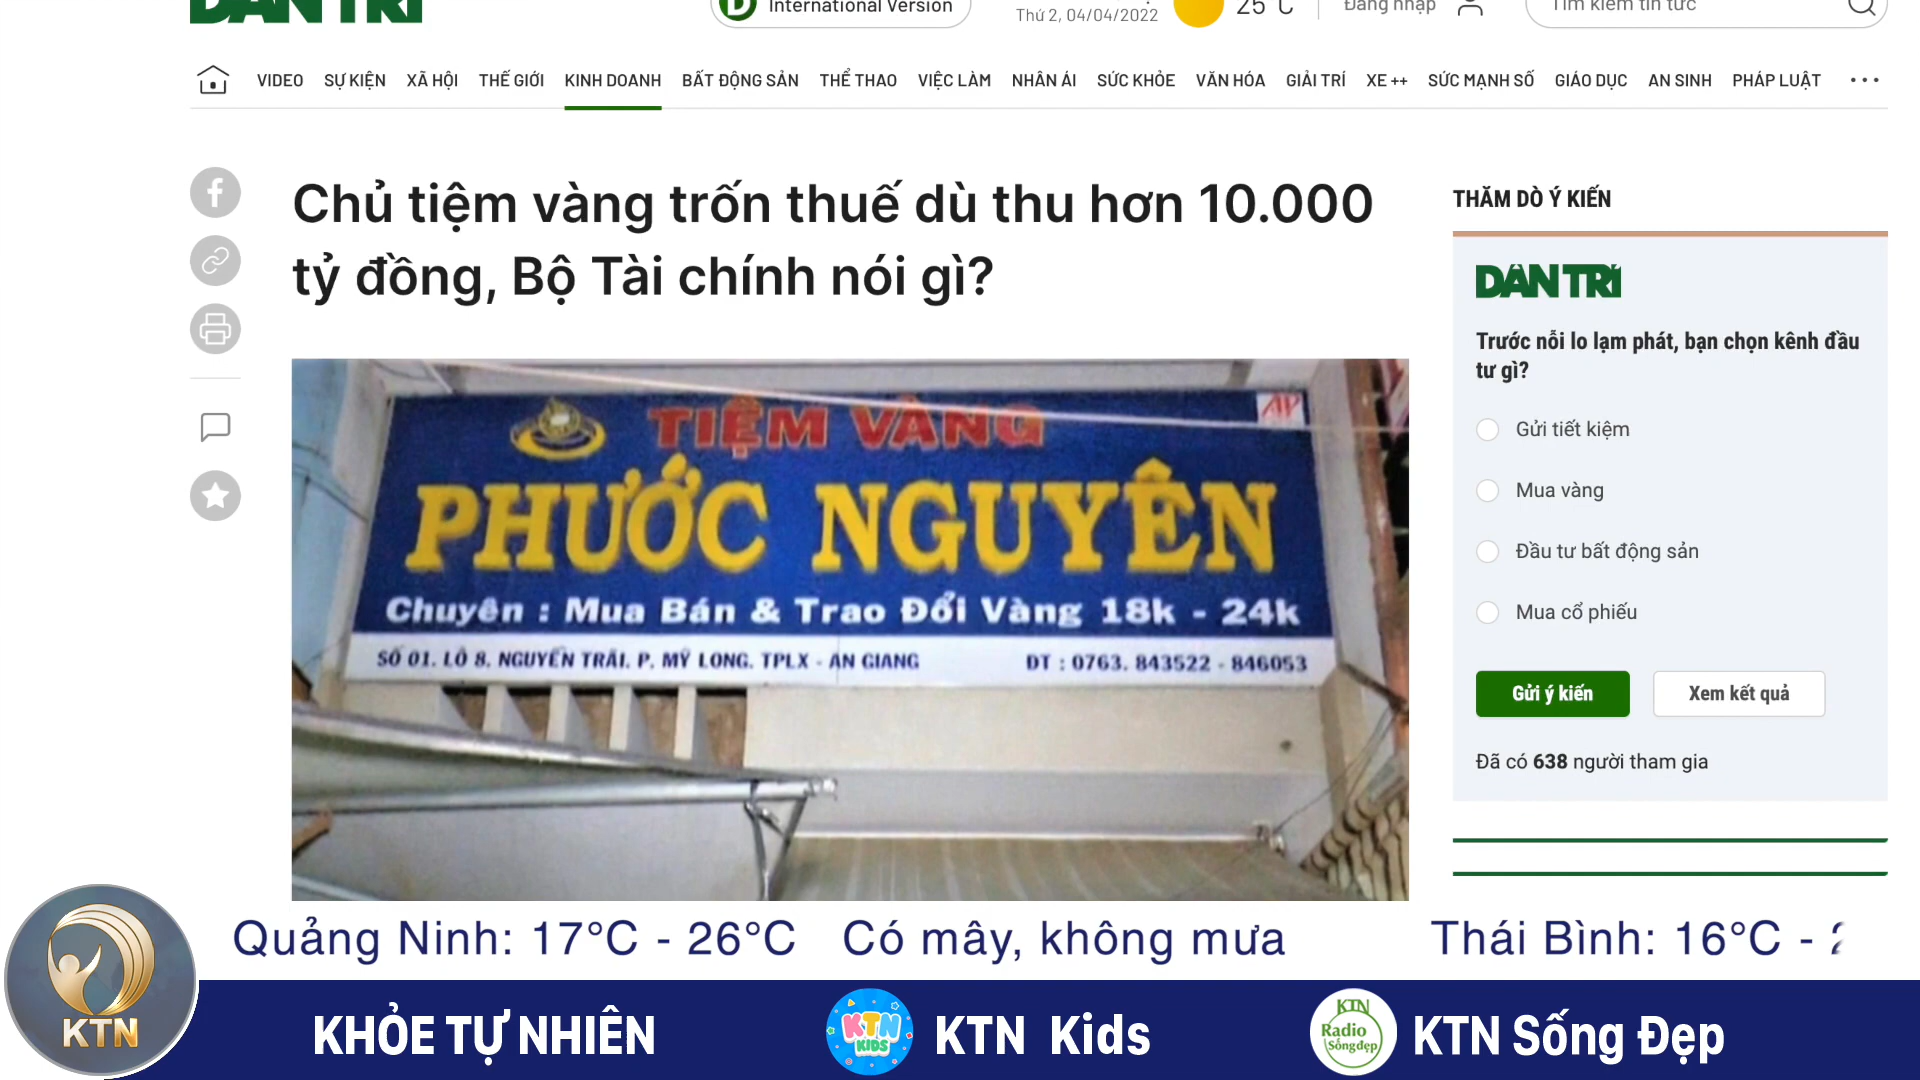 DÂN TRÍ
International Version
Thứ 2, 04/04/2022
25°C
Đăng nhập
Tìm kiếm tin tức
VIDEO SỰ KIỆN XÃ HỘI THẾ GIỚI KINH DOANH BẤT ĐỘNG SẢN THỂ THAO VIỆC LÀM NHÂN ÁI SỨC KHỎE VĂN HÓA GIẢI TRÍ XE ++ SỨC MẠNH SỐ GIÁO DỤC AN SINH PHÁP LUẬT
Chủ tiệm vàng trốn thuế dù thu hơn 10.000
tỷ đồng, Bộ Tài chính nói gì?
TIỆM VÀNG
AP
PHƯỚC NGUYÊN
Chuyên : Mua Bán & Trao Đổi Vàng 18k - 24k
SỐ 01. LÔ 8. NGUYỄN TRÃI. P. MỸ LONG. TPLX - AN GIANG
ĐT : 0763. 843522 - 846053
THĂM DÒ Ý KIẾN
DÂN TRÍ
Trước nỗi lo lạm phát, bạn chọn kênh đầu
tư gì?
Gửi tiết kiệm
Mua vàng
Đầu tư bất động sản
Mua cổ phiếu
Gửi ý kiến
Xem kết quả
Đã có 638 người tham gia
Quảng Ninh: 17°C - 26°C Có mây, không mưa Thái Bình: 16°C -
KTN
KHỎE TỰ NHIÊN
KTN KIDS
KTN Kids
KTN
Radio
Sống đẹp
KTN Sống Đẹp